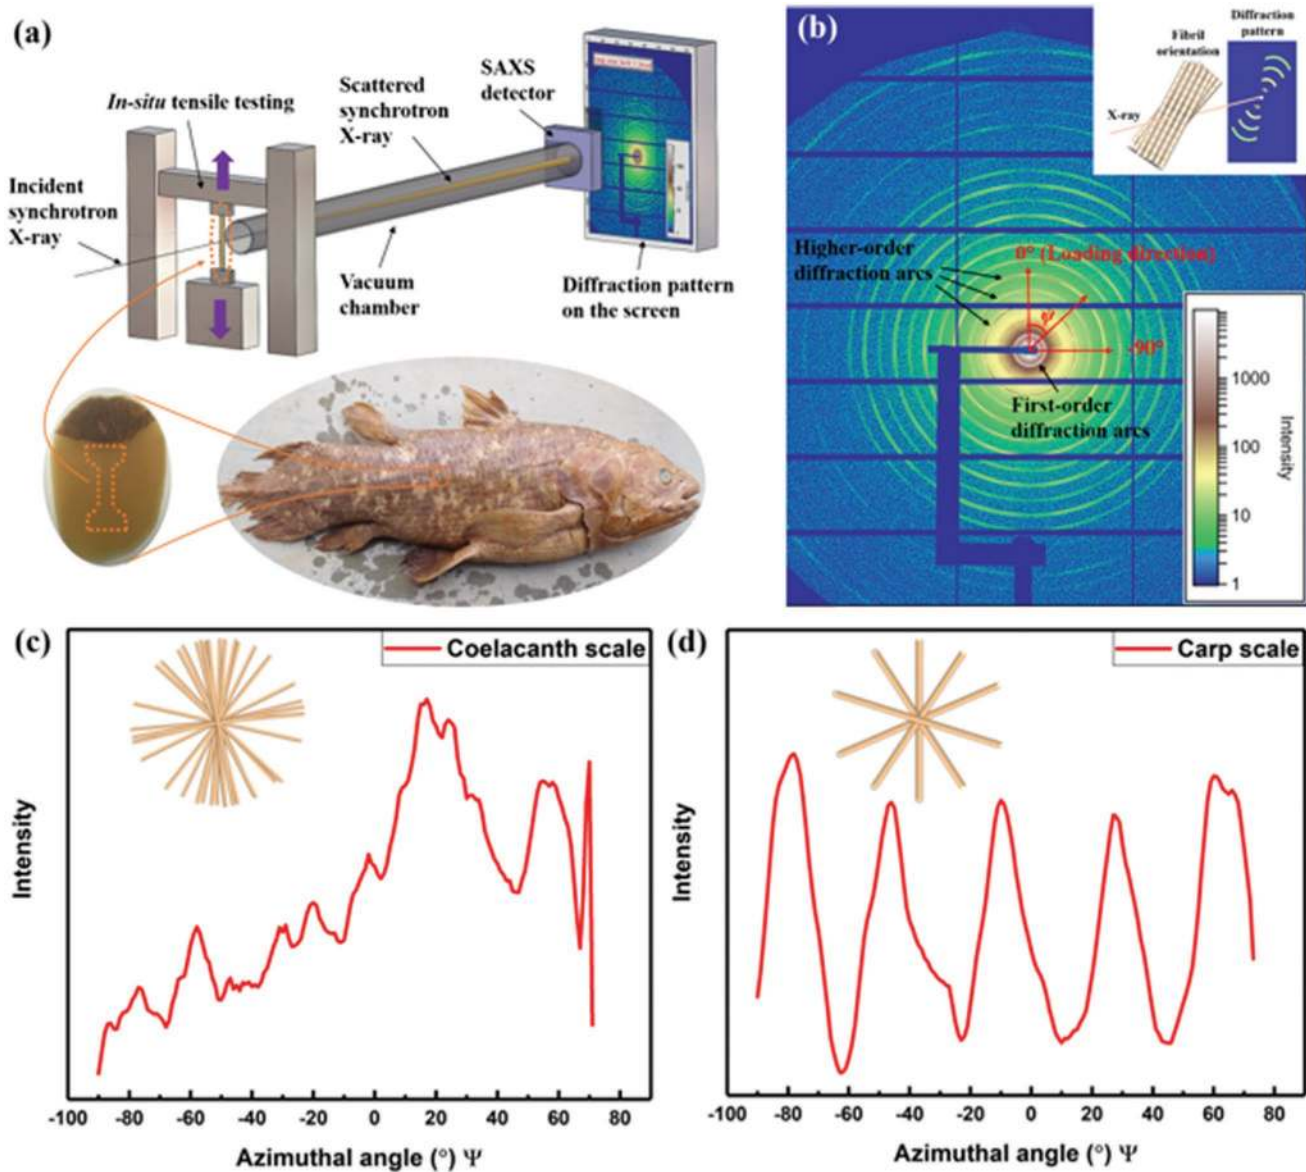 (a)
In-situ tensile testing
Incident
synchrotron
X-ray
Scattered
synchrotron
X-ray
SAXS
detector
Vacuum
chamber
Diffraction pattern
on the screen
(b)
Fibril
orientation
Diffraction
pattern
X-ray
Higher-order
diffraction arcs
0° (Loading direction)
Ψ
-90°
First-order
diffraction arcs
1000
100
10
1
Intensity
(c)
Coelacanth scale
Intensity
-100 -80 -60 -40 -20 0 20 40 60 80
Azimuthal angle (°) Ψ
(d)
Carp scale
Intensity
-100 -80 -60 -40 -20 0 20 40 60 80
Azimuthal angle (°) Ψ